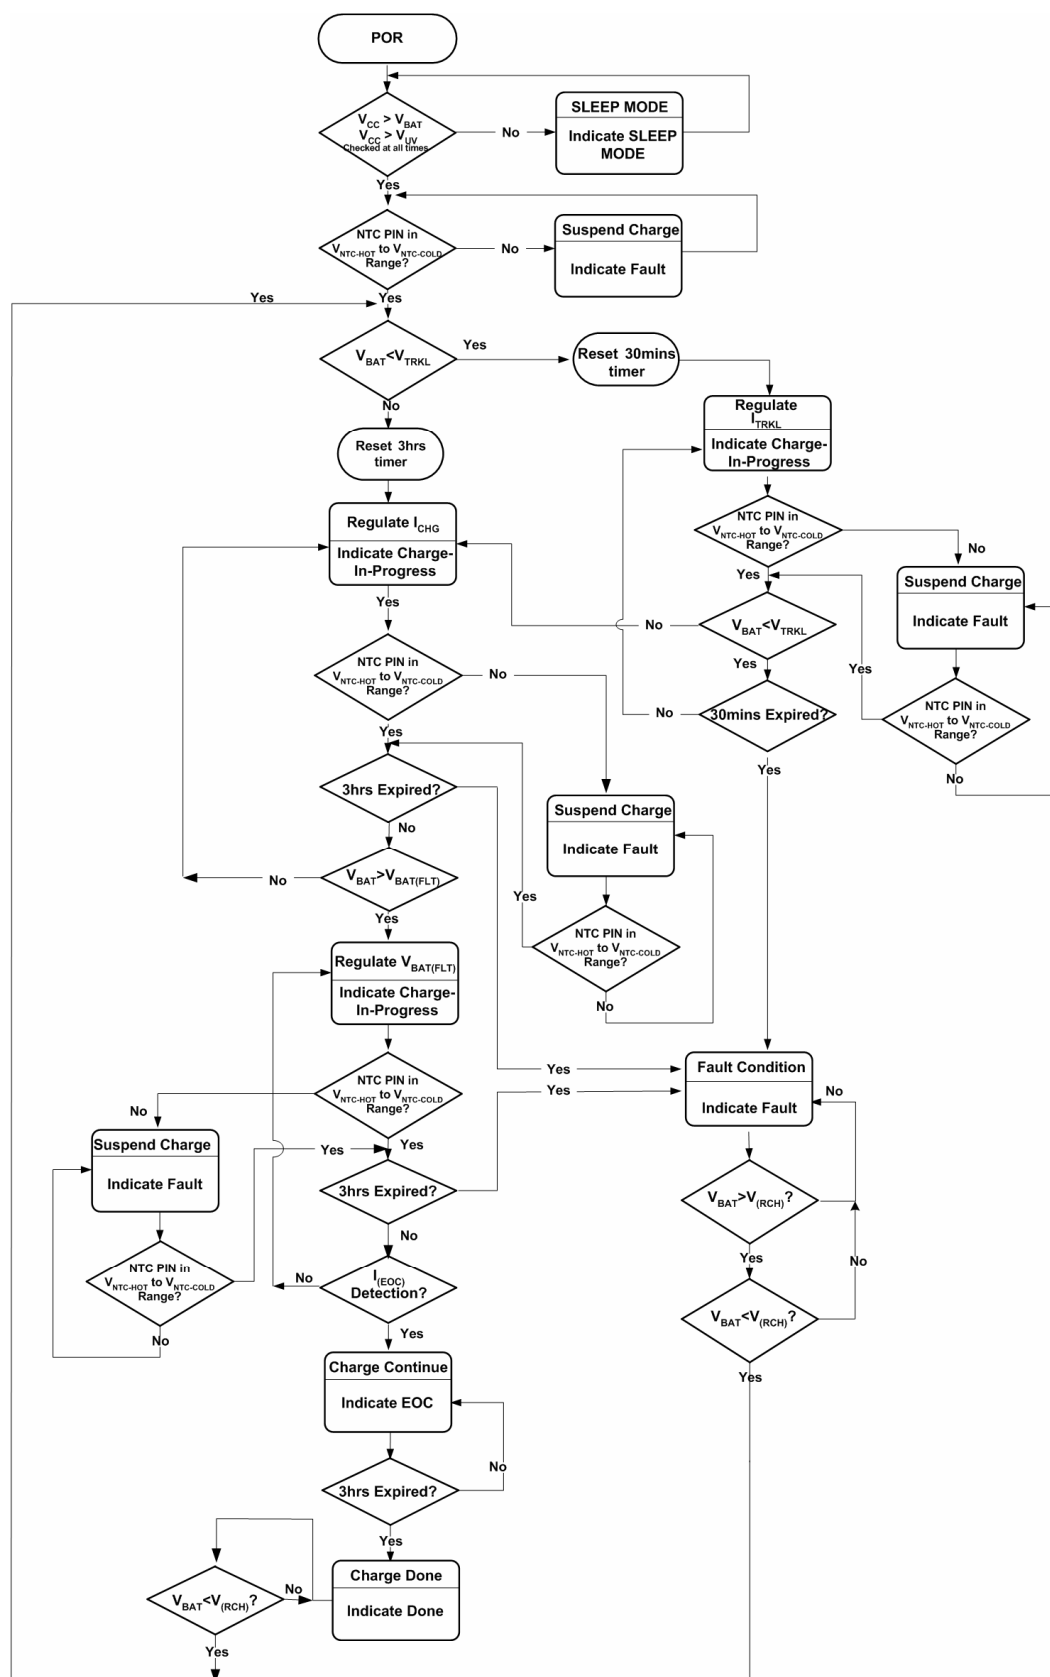 POR
V_CC > V_BAT
V_CC > V_UV
Checked at all times
No
SLEEP MODE
Indicate SLEEP
MODE
Yes
NTC PIN in
V_NTC-HOT to V_NTC-COLD
Range?
No
Suspend Charge
Indicate Fault
Yes
Yes
V_BAT<V_TRKL
Yes
Reset 30mins
timer
No
Reset 3hrs
timer
Regulate
I_TRKL
Indicate Charge-
In-Progress
Regulate I_CHG
Indicate Charge-
In-Progress
Yes
NTC PIN in
V_NTC-HOT to V_NTC-COLD
Range?
No
Yes
Suspend Charge
Indicate Fault
V_BAT<V_TRKL
No
Yes
Yes
30mins Expired?
No
Yes
NTC PIN in
V_NTC-HOT to V_NTC-COLD
Range?
No
NTC PIN in
V_NTC-HOT to V_NTC-COLD
Range?
No
Yes
3hrs Expired?
No
Suspend Charge
Indicate Fault
V_BAT>V_BAT(FLT)
No
Yes
Yes
NTC PIN in
V_NTC-HOT to V_NTC-COLD
Range?
No
Regulate V_BAT(FLT)
Indicate Charge-
In-Progress
Yes
Yes
Fault Condition
Indicate Fault
No
NTC PIN in
V_NTC-HOT to V_NTC-COLD
Range?
No
Yes
Suspend Charge
Indicate Fault
Yes
3hrs Expired?
No
V_BAT>V_(RCH)?
Yes
No
NTC PIN in
V_NTC-HOT to V_NTC-COLD
Range?
No
I_(EOC)
Detection?
No
Yes
V_BAT<V_(RCH)?
Yes
Charge Continue
Indicate EOC
No
3hrs Expired?
Yes
Charge Done
Indicate Done
V_BAT<V_(RCH)?
No
Yes